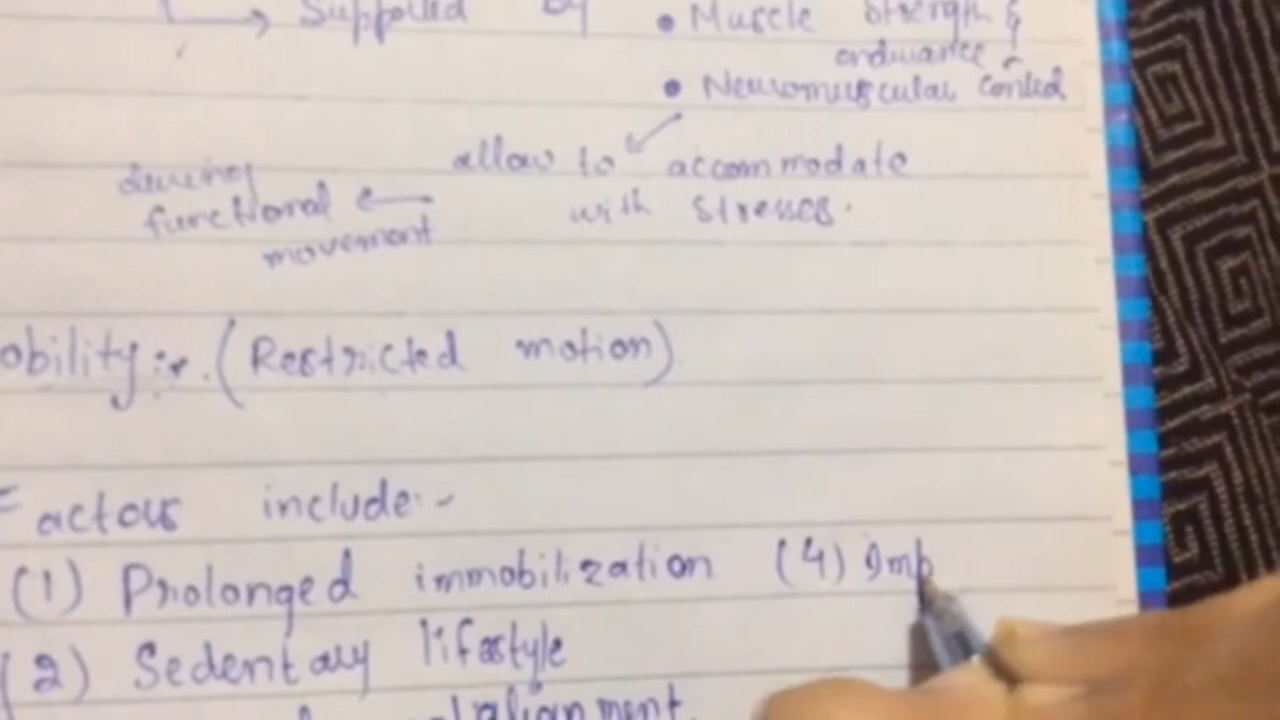 Supported by • Muscle Strength &
endurance
• Neuromuscular control
allow to accommodate
with stresses.
during
functional
movement
obility :- (Restricted motion)
Factors include :-
(1) Prolonged immobilization (4) Imp
(2) Sedentary lifestyle
alignment